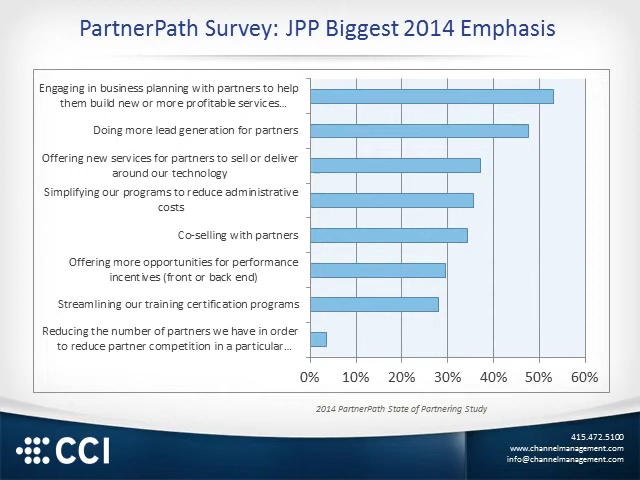 PartnerPath Survey: JPP Biggest 2014 Emphasis
Engaging in business planning with partners to help
them build new or more profitable services...
Doing more lead generation for partners
Offering new services for partners to sell or deliver
around our technology
Simplifying our programs to reduce administrative
costs
Co-selling with partners
Offering more opportunities for performance
incentives (front or back end)
Streamlining our training certification programs
Reducing the number of partners we have in order
to reduce partner competition in a particular...
0% 10% 20% 30% 40% 50% 60%
2014 PartnerPath State of Partnering Study
CCI
415.472.5100
www.channelmanagement.com
info@channelmanagement.com